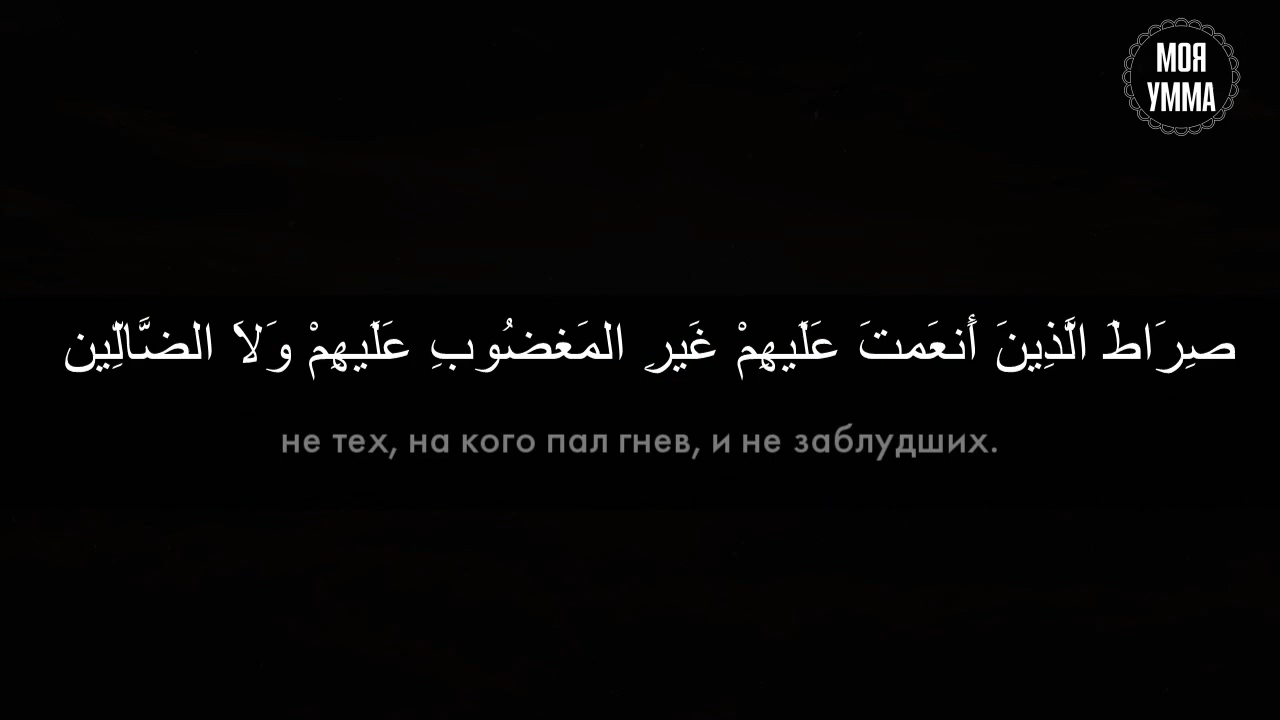 МОЯ
УММА
صِرَاطَ الَّذِينَ أَنعَمتَ عَلَيهِمْ غَيرِ المَغضُوبِ عَلَيهِمْ وَلاَ الضَّالِّين
не тех, на кого пал гнев, и не заблудших.